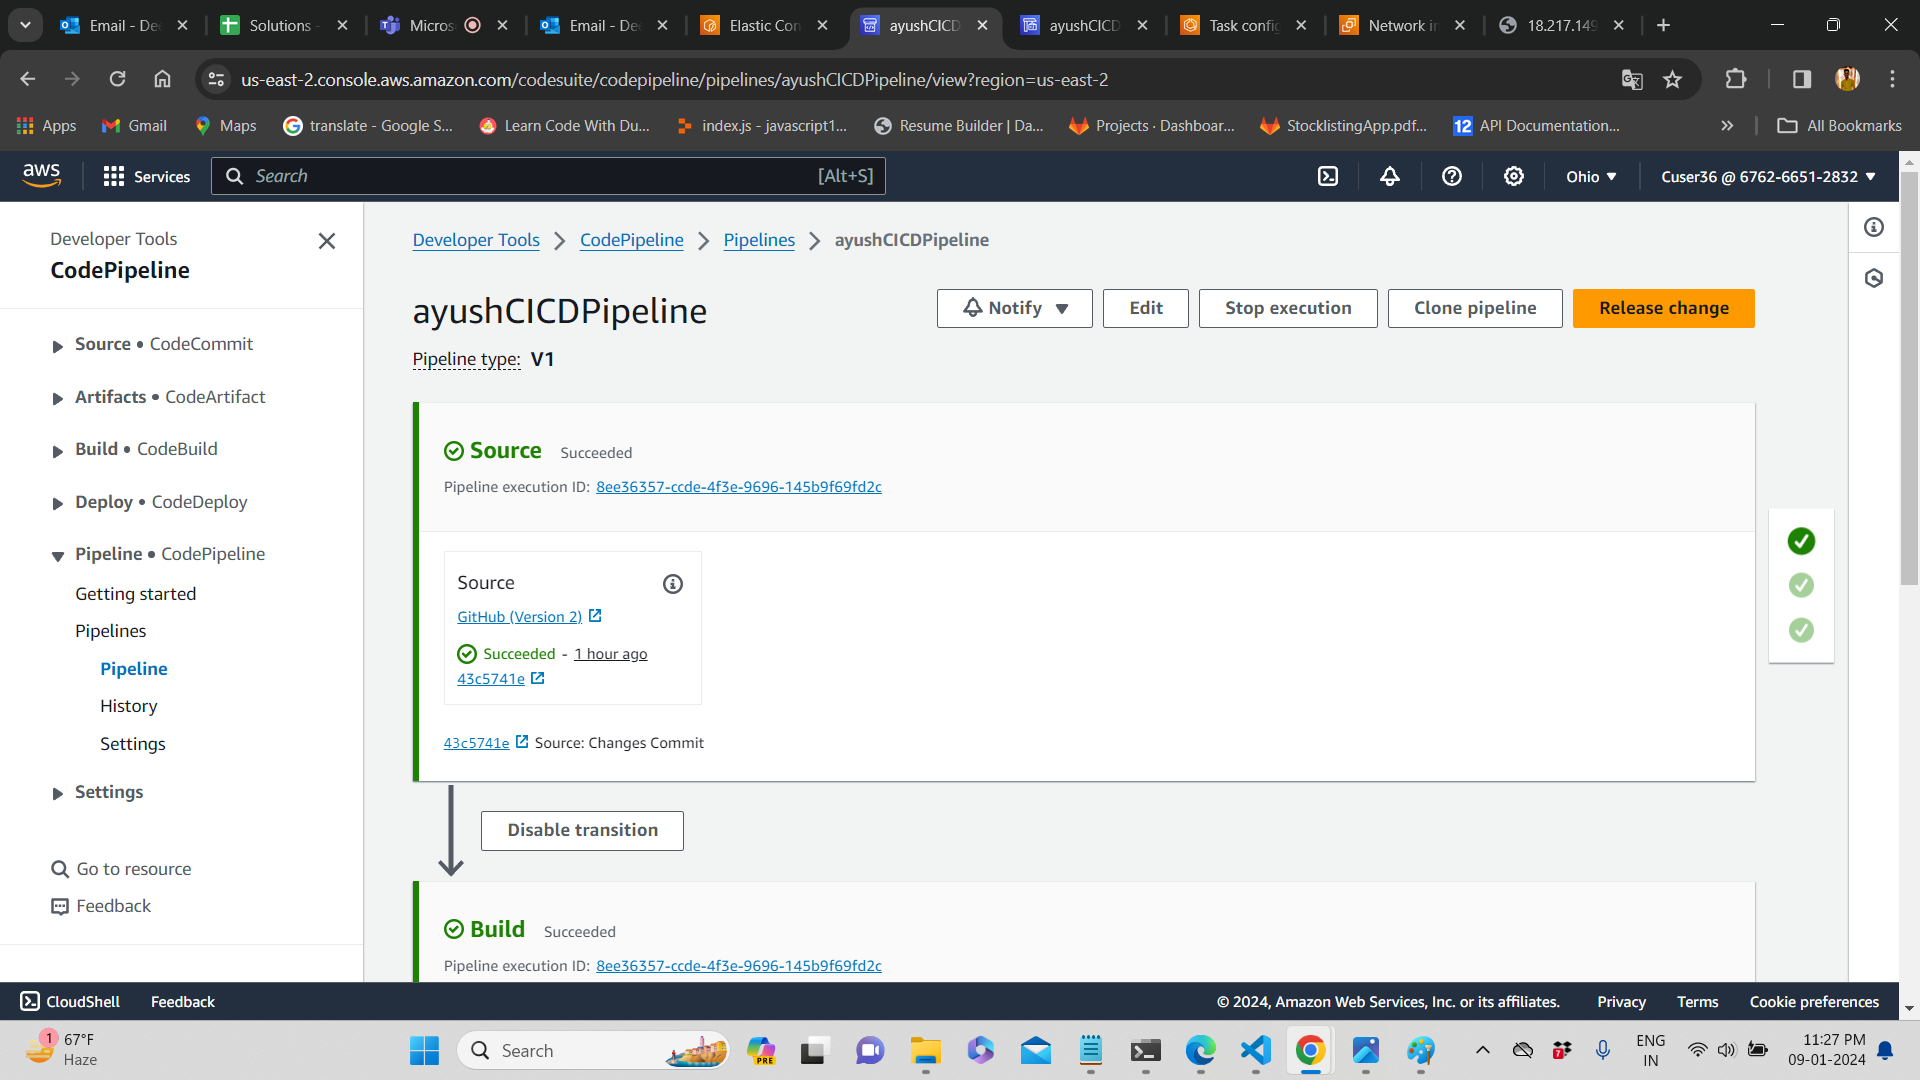 Email - De
Solutions -
Micros
Email - De
Elastic Con
ayushCICD
ayushCICD
Task config
Network in
18.217.149
us-east-2.console.aws.amazon.com/codesuite/codepipeline/pipelines/ayushCICDPipeline/view?region=us-east-2
Apps
Gmail
Maps
translate - Google S...
Learn Code With Du...
index.js - javascript1...
Resume Builder | Da...
Projects · Dashboar...
StocklistingApp.pdf...
12 API Documentation...
All Bookmarks
aws
Services
Search [Alt+S]
Ohio
Cuser36 @ 6762-6651-2832
Developer Tools
CodePipeline
Source • CodeCommit
Artifacts • CodeArtifact
Build • CodeBuild
Deploy • CodeDeploy
Pipeline • CodePipeline
Getting started
Pipelines
Pipeline
History
Settings
Settings
Go to resource
Feedback
Developer Tools
CodePipeline
Pipelines
ayushCICDPipeline
ayushCICDPipeline
Notify
Edit
Stop execution
Clone pipeline
Release change
Pipeline type: V1
Source Succeeded
Pipeline execution ID: 8ee36357-ccde-4f3e-9696-145b9f69fd2c
Source
GitHub (Version 2)
Succeeded - 1 hour ago
43c5741e
43c5741e Source: Changes Commit
Disable transition
Build Succeeded
Pipeline execution ID: 8ee36357-ccde-4f3e-9696-145b9f69fd2c
CloudShell
Feedback
© 2024, Amazon Web Services, Inc. or its affiliates.
Privacy
Terms
Cookie preferences
1
67°F
Haze
Search
PRE
7
ENG
IN
11:27 PM
09-01-2024